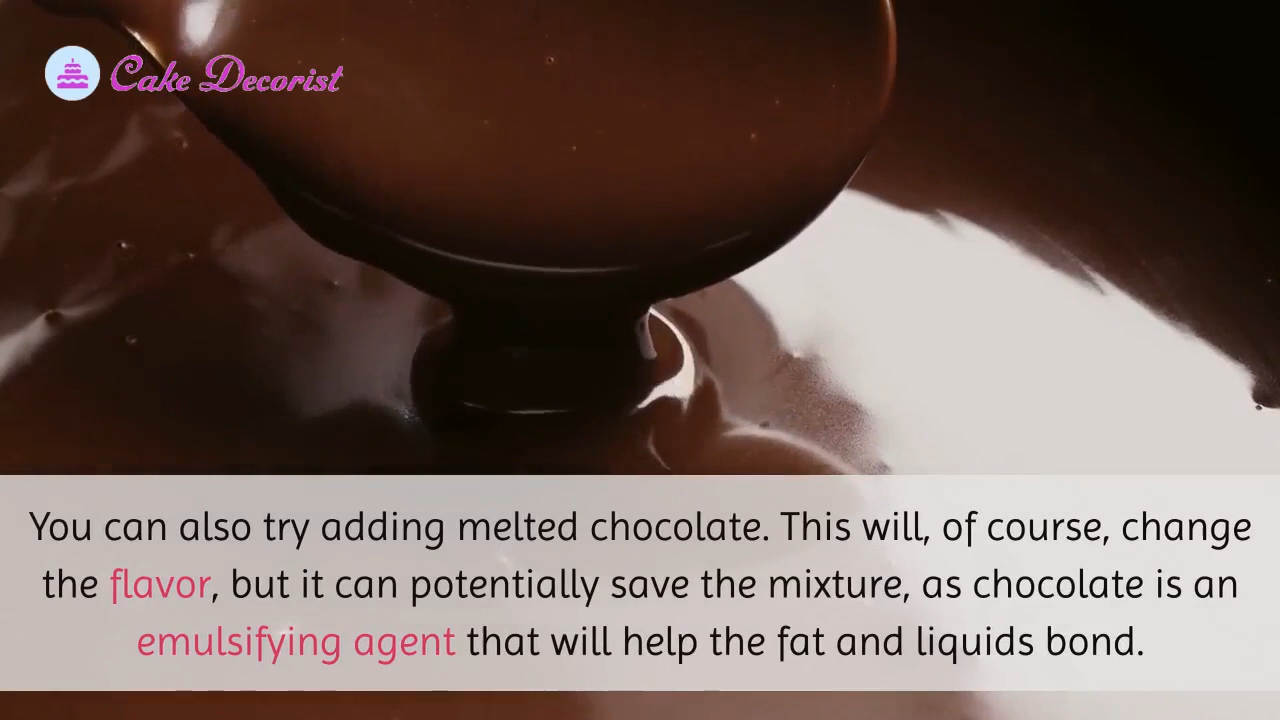 Cake Decorist
You can also try adding melted chocolate. This will, of course, change
the flavor, but it can potentially save the mixture, as chocolate is an
emulsifying agent that will help the fat and liquids bond.